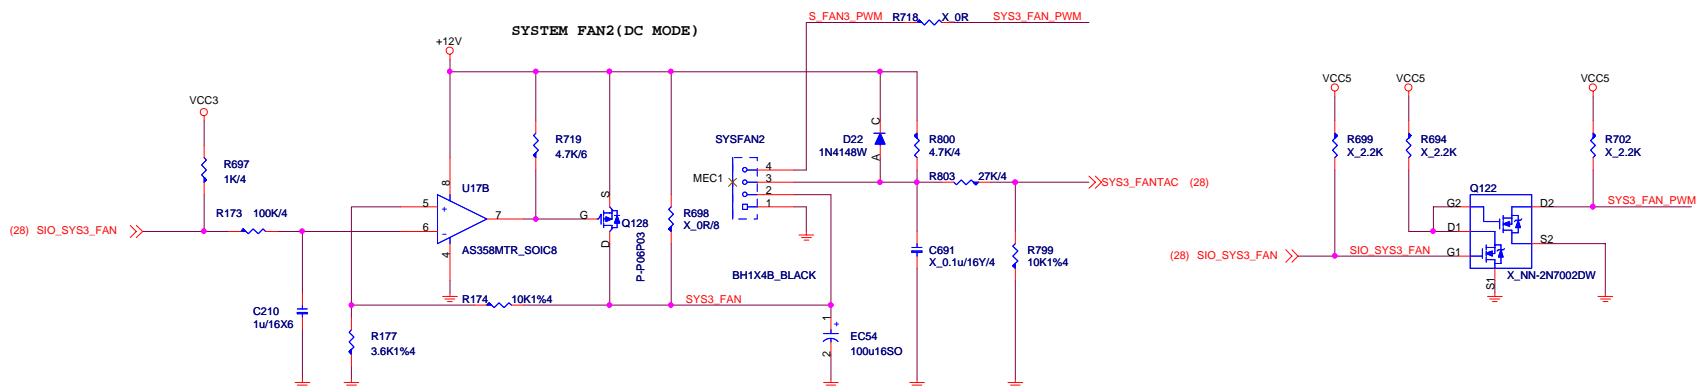 SYSTEM FAN2(DC MODE)
S_FAN3_PWM R718 X_0R SYS3_FAN_PWM
+12V
VCC3
R697
1K/4
R173 100K/4
(28) SIO_SYS3_FAN
C210
1u/16X6
U17B
8
5
+
6
-
7
4
AS358MTR_SOIC8
R719
4.7K/6
S
G
D
Q128
P-P06P03
R698
X_0R/8
R174 10K1%4
SYS3_FAN
R177
3.6K1%4
SYSFAN2
MEC1
4
3
2
1
BH1X4B_BLACK
1
+
2
EC54
100u16SO
D22
1N4148W
C
A
R800
4.7K/4
R803 27K/4
SYS3_FANTAC (28)
C691
X_0.1u/16Y/4
R799
10K1%4
VCC5 VCC5 VCC5
R699
X_2.2K
R694
X_2.2K
R702
X_2.2K
Q122
G2
D1
G1
D2
S2
S1
SYS3_FAN_PWM
(28) SIO_SYS3_FAN
SIO_SYS3_FAN
X_NN-2N7002DW